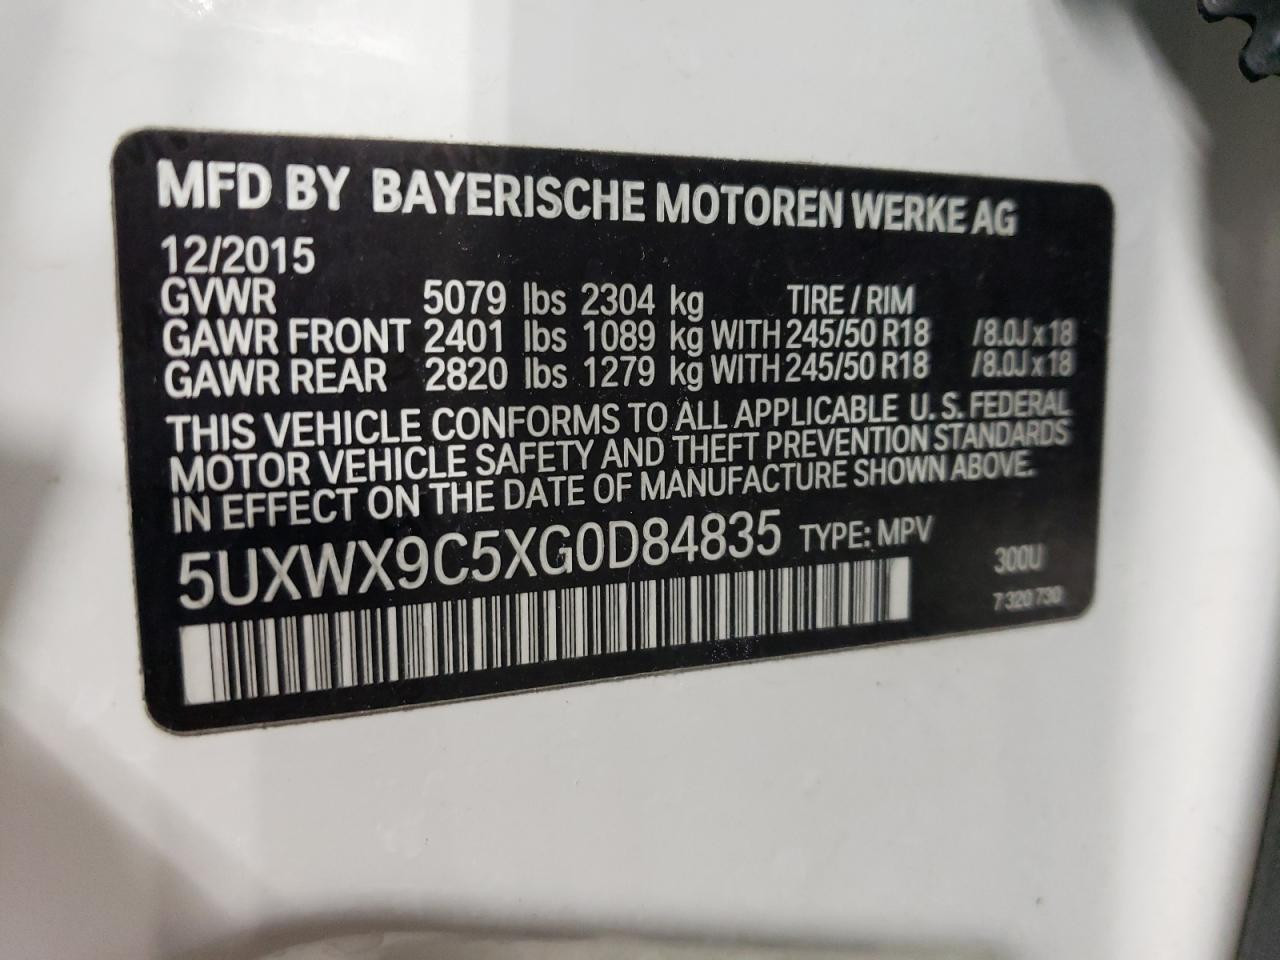 MFD BY BAYERISCHE MOTOREN WERKE AG
12/2015
GVWR 5079 lbs 2304 kg TIRE / RIM
GAWR FRONT 2401 lbs 1089 kg WITH 245/50 R18 /8.0J x 18
GAWR REAR 2820 lbs 1279 kg WITH 245/50 R18 /8.0J x 18
THIS VEHICLE CONFORMS TO ALL APPLICABLE U.S. FEDERAL
MOTOR VEHICLE SAFETY AND THEFT PREVENTION STANDARDS
IN EFFECT ON THE DATE OF MANUFACTURE SHOWN ABOVE.
5UXWX9C5XG0D84835 TYPE: MPV
300U
7 320 730